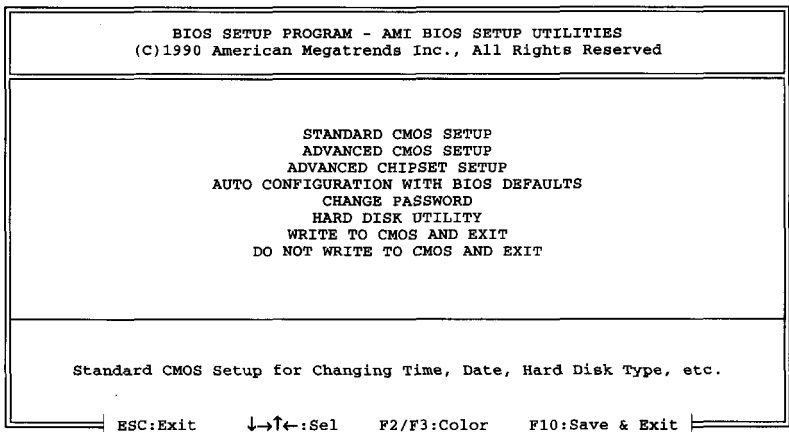 BIOS SETUP PROGRAM - AMI BIOS SETUP UTILITIES
(C)1990 American Megatrends Inc., All Rights Reserved
STANDARD CMOS SETUP
ADVANCED CMOS SETUP
ADVANCED CHIPSET SETUP
AUTO CONFIGURATION WITH BIOS DEFAULTS
CHANGE PASSWORD
HARD DISK UTILITY
WRITE TO CMOS AND EXIT
DO NOT WRITE TO CMOS AND EXIT
Standard CMOS Setup for Changing Time, Date, Hard Disk Type, etc.
ESC:Exit ↓→↑←:Sel F2/F3:Color F10:Save & Exit